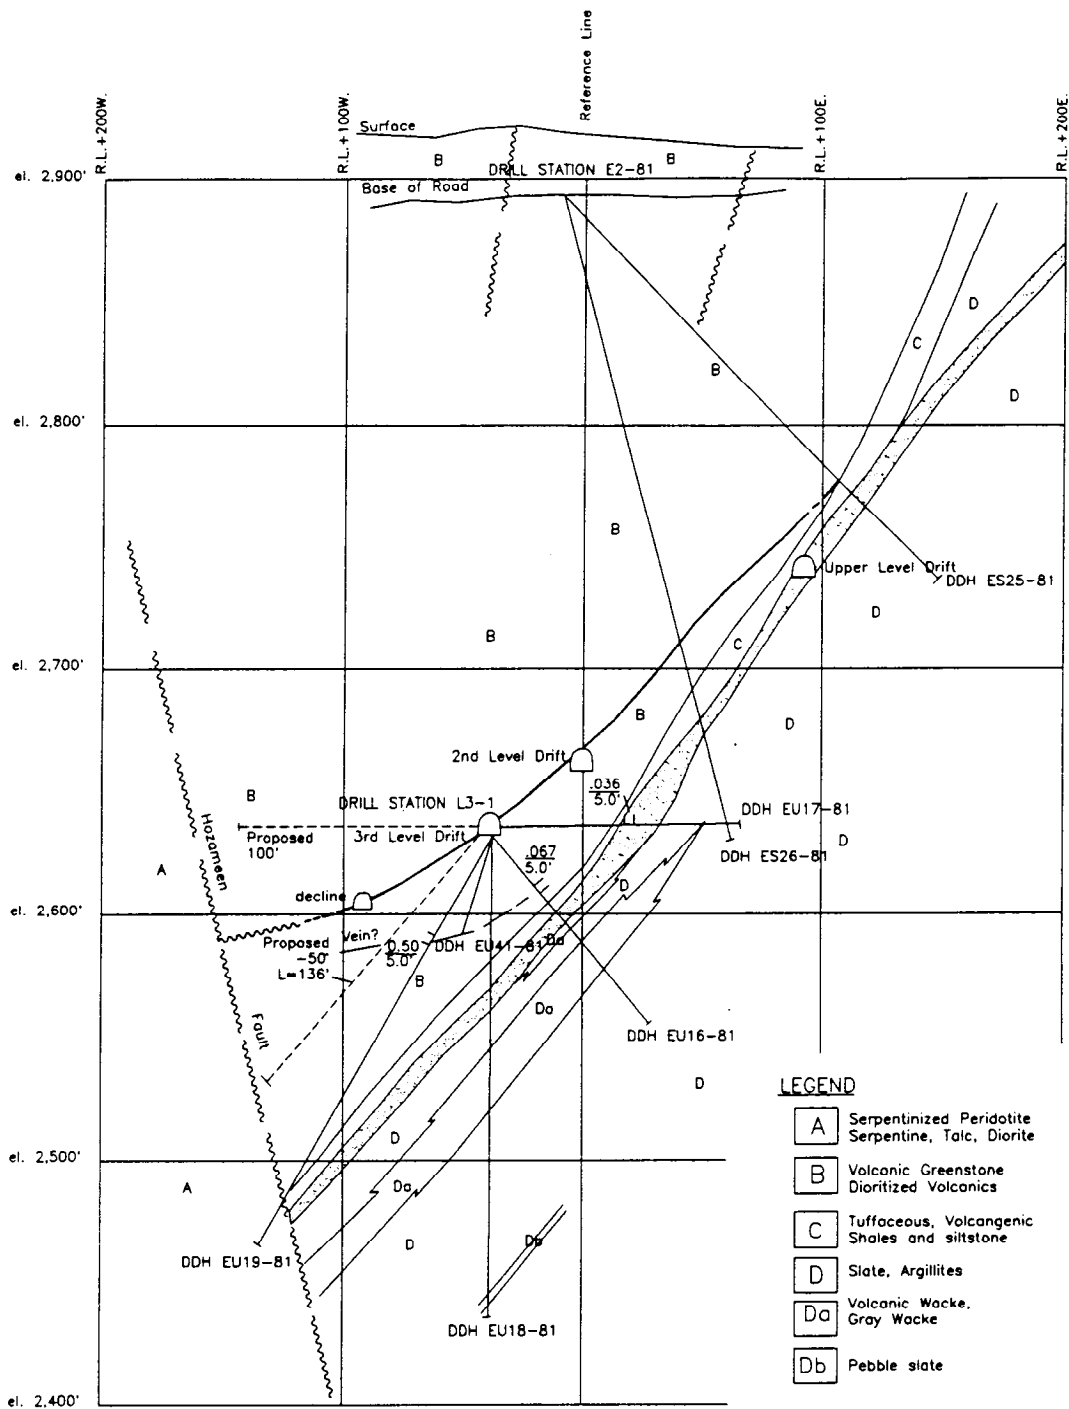 R.L.+200W.
R.L.+100W.
Reference Line
R.L.+100E.
R.L.+200E.
Surface
B
B
DRILL STATION E2-81
el. 2,900'
Base of Road
D
C
B
D
el. 2,800'
B
Upper Level Drift
DDH ES25-81
D
B
C
el. 2,700'
B
D
2nd Level Drift
.036
5.0'
B
DRILL STATION L3-1
DDH EU17-81
Proposed
100'
3rd Level Drift
D
DDH ES26-81
A
Hozameen
.067
5.0'
D
decline
el. 2,600'
Proposed
-50'
L=136'
Vein?
0.50
5.0'
DDH EU41-81
Da
B
Da
Fault
DDH EU16-81
D
LEGEND
A
Serpentinized Peridotite
Serpentine, Talc, Diorite
D
el. 2,500'
B
Volcanic Greenstone
Dioritized Volcanics
A
Da
C
Tuffaceous, Volcangenic
Shales and siltstone
D
Db
DDH EU19-81
D
Slate, Argillites
Da
Volcanic Wacke,
Gray Wacke
DDH EU18-81
Db
Pebble slate
el. 2,400'